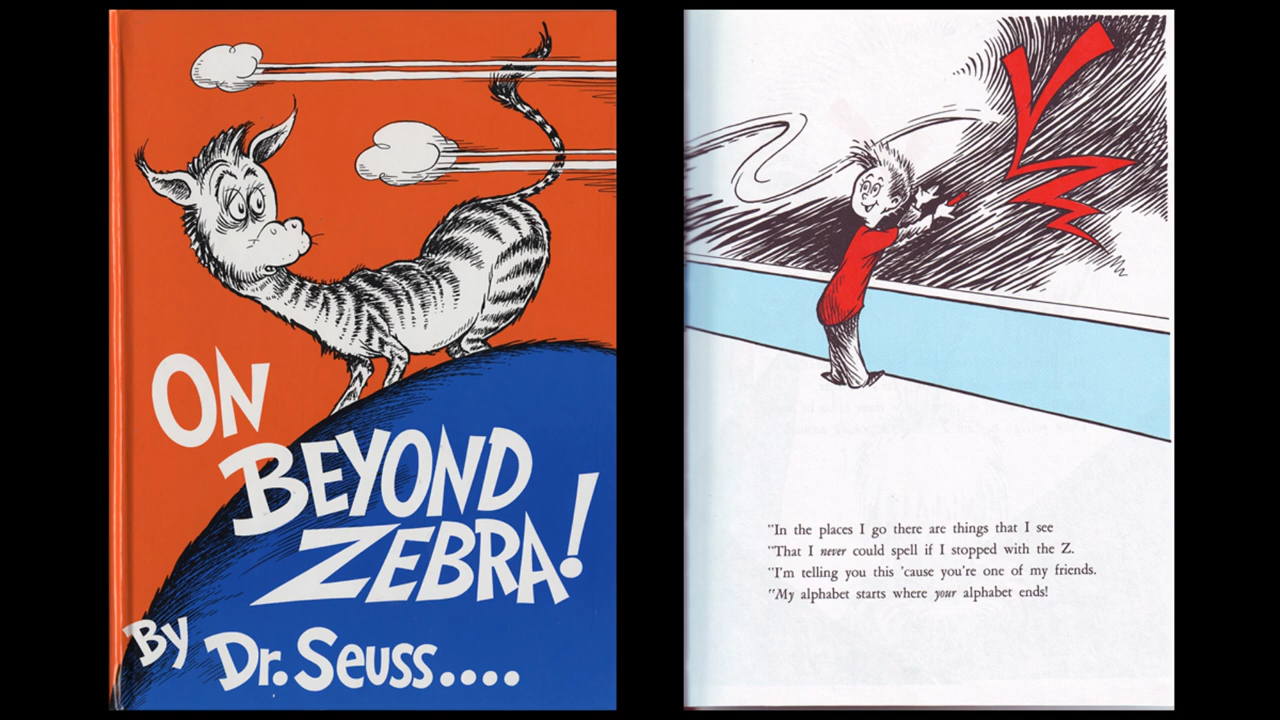 ON
BEYOND
ZEBRA!
By Dr. Seuss....
"In the places I go there are things that I see
"That I never could spell if I stopped with the Z.
"I'm telling you this 'cause you're one of my friends.
"My alphabet starts where your alphabet ends!